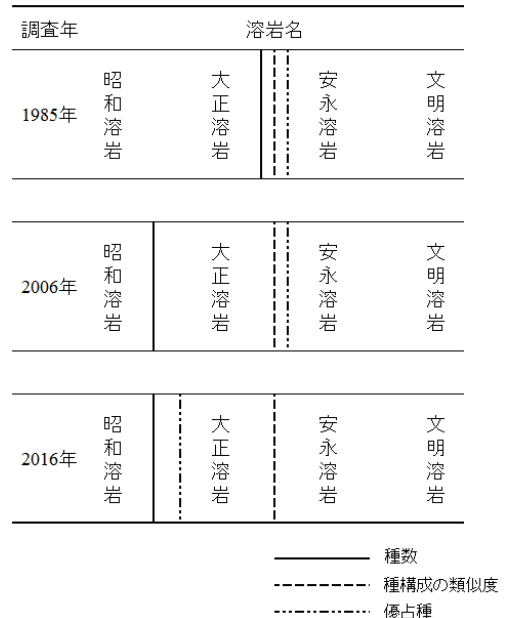 調査年 溶岩名
1985年 昭和溶岩 大正溶岩 安永溶岩 文明溶岩
2006年 昭和溶岩 大正溶岩 安永溶岩 文明溶岩
2016年 昭和溶岩 大正溶岩 安永溶岩 文明溶岩
種数
種構成の類似度
優占種